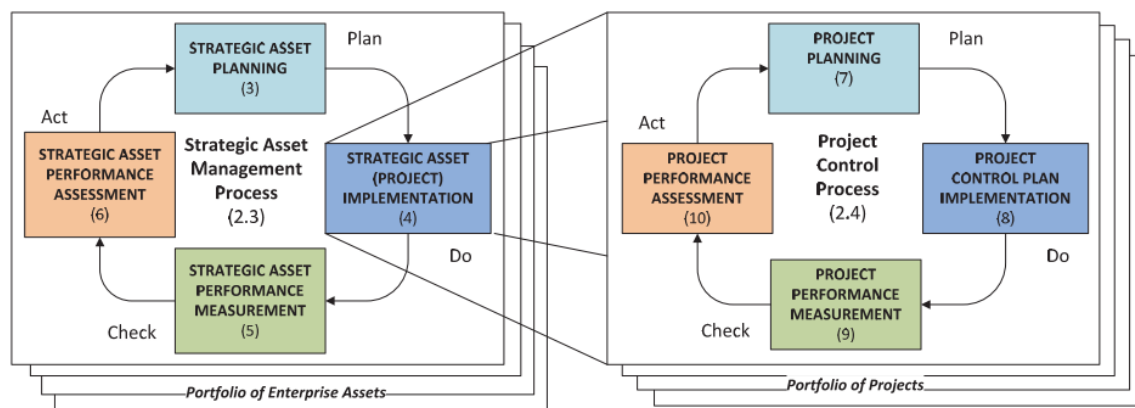 STRATEGIC ASSET
PLANNING
(3)
Plan
Act
STRATEGIC ASSET
PERFORMANCE
ASSESSMENT
(6)
Strategic Asset
Management
Process
(2.3)
STRATEGIC ASSET
(PROJECT)
IMPLEMENTATION
(4)
Do
STRATEGIC ASSET
PERFORMANCE
MEASUREMENT
(5)
Check
Portfolio of Enterprise Assets
PROJECT
PLANNING
(7)
Plan
Act
PROJECT
PERFORMANCE
ASSESSMENT
(10)
Project
Control
Process
(2.4)
PROJECT
CONTROL PLAN
IMPLEMENTATION
(8)
Do
PROJECT
PERFORMANCE
MEASUREMENT
(9)
Check
Portfolio of Projects